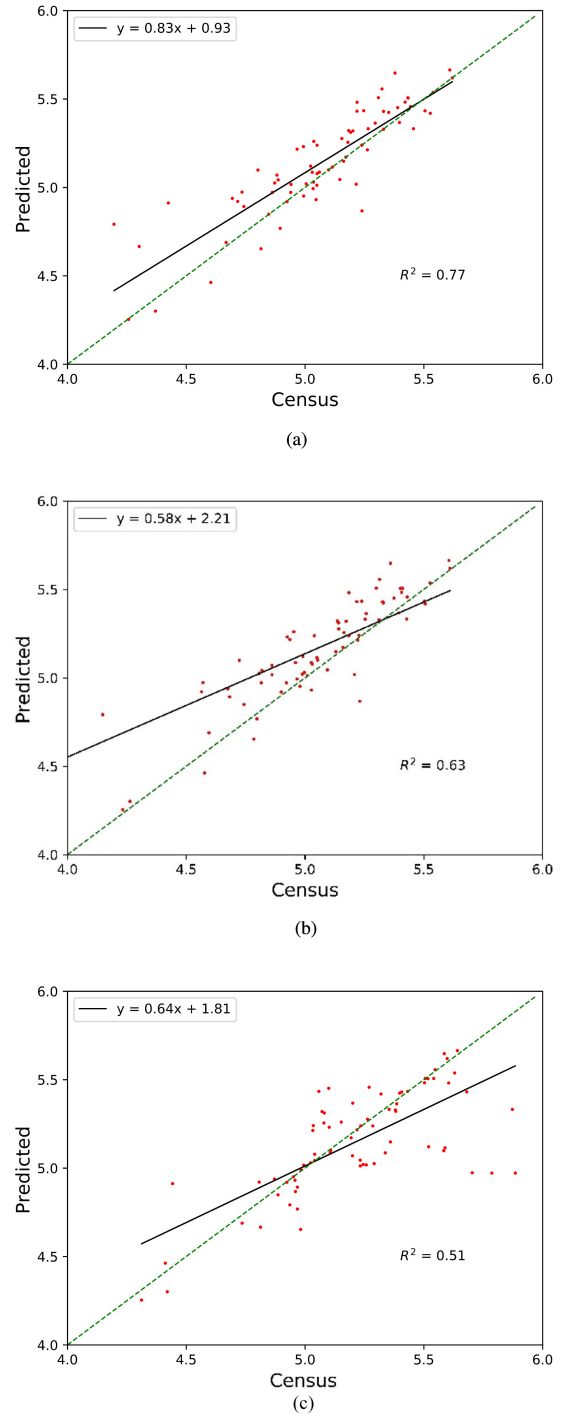 6.0
y = 0.83x + 0.93
5.5
5.0
4.5
4.0
Predicted
R² = 0.77
4.0 4.5 5.0 5.5 6.0
Census
(a)
6.0
y = 0.58x + 2.21
5.5
5.0
4.5
4.0
Predicted
R² = 0.63
4.0 4.5 5.0 5.5 6.0
Census
(b)
6.0
y = 0.64x + 1.81
5.5
5.0
4.5
4.0
Predicted
R² = 0.51
4.0 4.5 5.0 5.5 6.0
Census
(c)